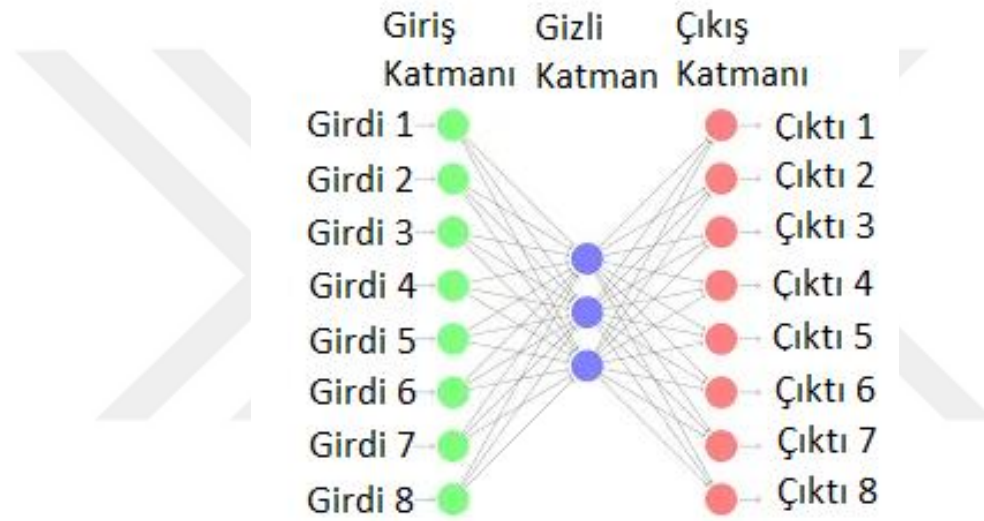 Giriş Katmanı
Gizli Katman
Çıkış Katmanı
Girdi 1
Girdi 2
Girdi 3
Girdi 4
Girdi 5
Girdi 6
Girdi 7
Girdi 8
Çıktı 1
Çıktı 2
Çıktı 3
Çıktı 4
Çıktı 5
Çıktı 6
Çıktı 7
Çıktı 8